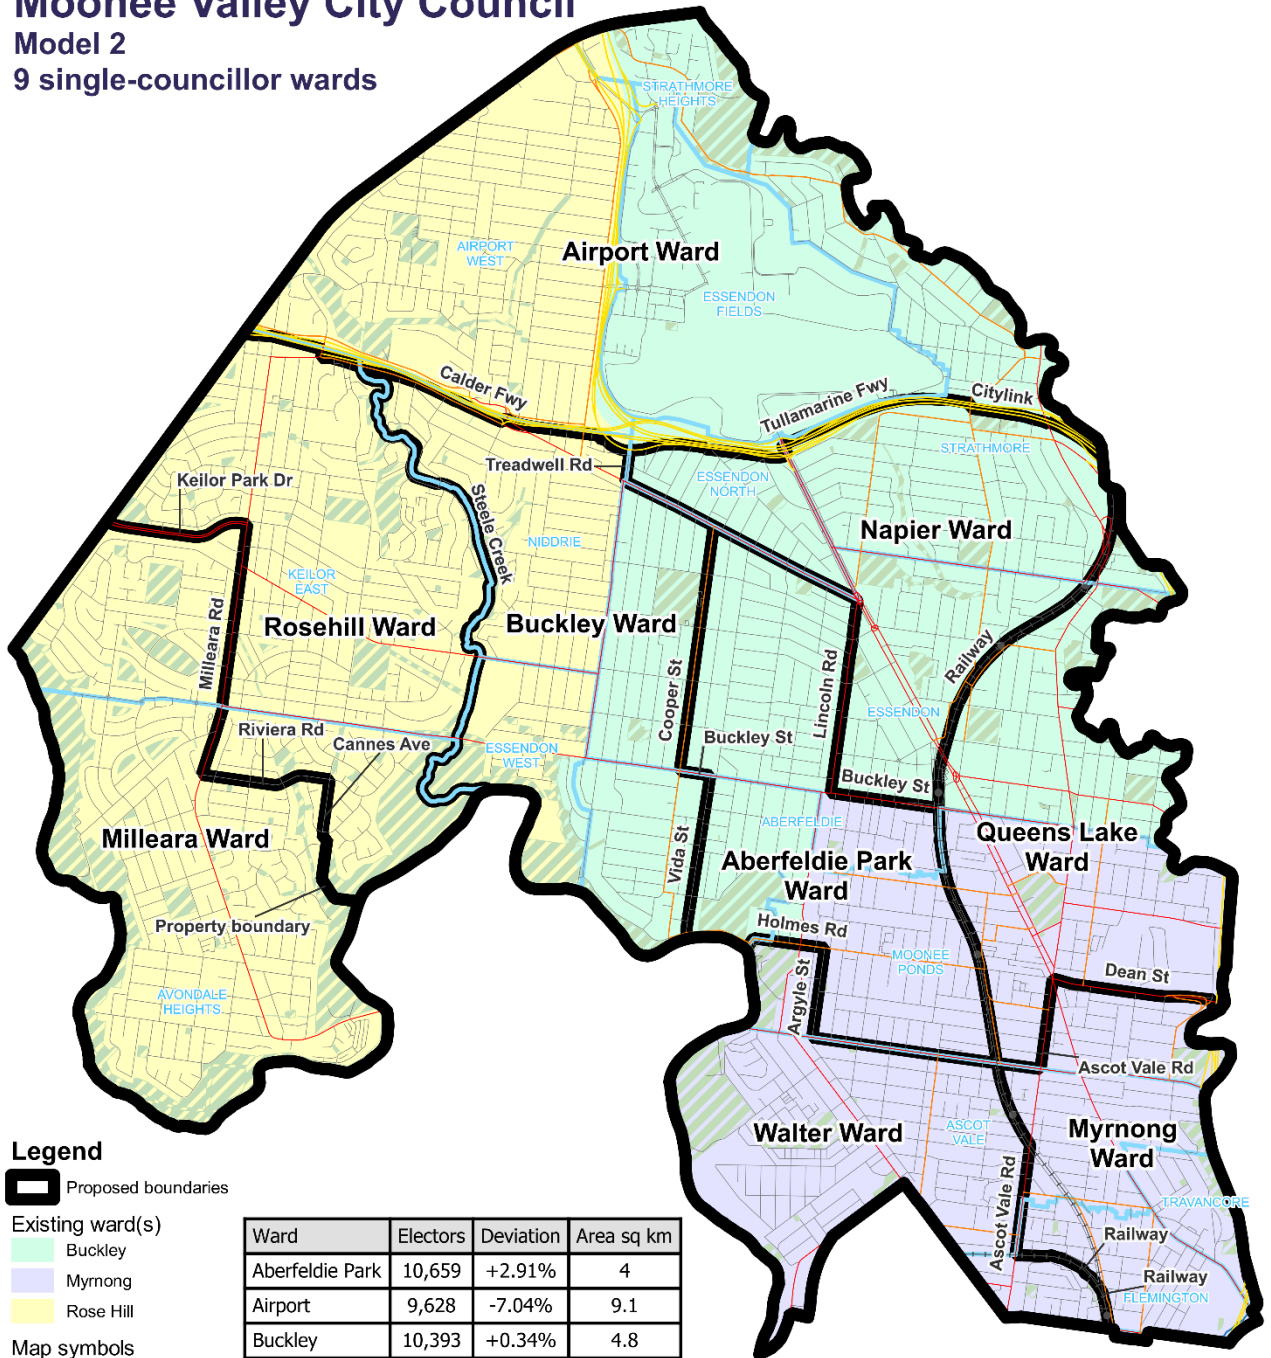 Moonee Valley City Council
Model 2
9 single-councillor wards
STRATHMORE
HEIGHTS
AIRPORT
WEST
Airport Ward
ESSENDON
FIELDS
Calder Fwy
Tullamarine Fwy
Citylink
STRATHMORE
Treadwell Rd
ESSENDON
NORTH
Keilor Park Dr
Steele Creek
NIDDRIE
Napier Ward
KEILOR
EAST
Milleara Rd
Rosehill Ward
Buckley Ward
Cooper St
Lincoln Rd
Railway
ESSENDON
Riviera Rd
Cannes Ave
ESSENDON
WEST
Buckley St
Buckley St
ABERFELDIE
Milleara Ward
Vida St
Aberfeldie Park
Ward
Queens Lake
Ward
Property boundary
Holmes Rd
MOONEE
PONDS
Argyle St
Dean St
AVONDALE
HEIGHTS
Ascot Vale Rd
Walter Ward
ASCOT
VALE
Myrnong
Ward
Ascot Vale Rd
TRAVANCORE
Railway
Railway
FLEMINGTON
Legend
Proposed boundaries
Existing ward(s)
Buckley
Myrnong
Rose Hill
Map symbols
Ward Electors Deviation Area sq km
Aberfeldie Park 10,659 +2.91% 4
Airport 9,628 -7.04% 9.1
Buckley 10,393 +0.34% 4.8